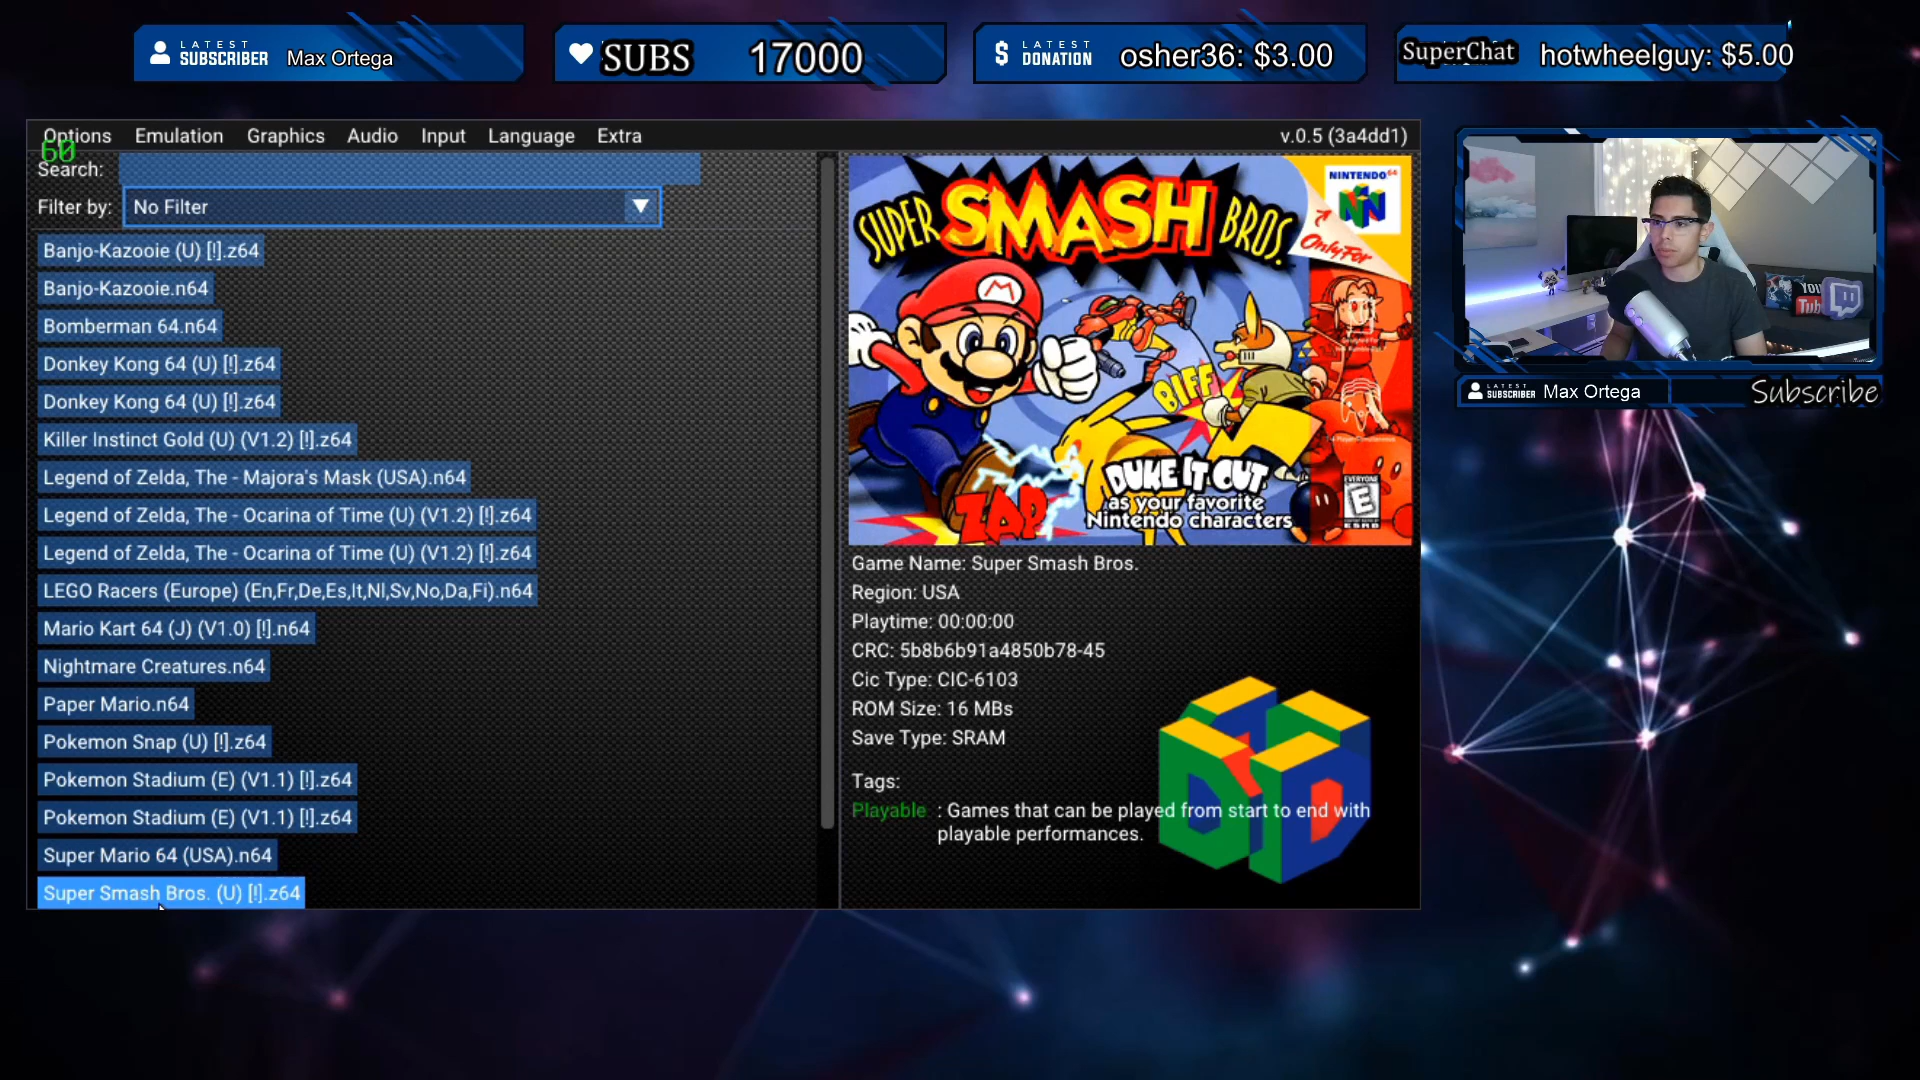 LATEST
SUBSCRIBER Max Ortega
SUBS 17000
$ LATEST
DONATION osher36: $3.00
SuperChat hotwheelguy: $5.00
Options Emulation Graphics Audio Input Language Extra v.0.5 (3a4dd1)
60
Search:
Filter by: No Filter
Banjo-Kazooie (U) [!].z64
Banjo-Kazooie.n64
Bomberman 64.n64
Donkey Kong 64 (U) [!].z64
Donkey Kong 64 (U) [!].z64
Killer Instinct Gold (U) (V1.2) [!].z64
Legend of Zelda, The - Majora's Mask (USA).n64
Legend of Zelda, The - Ocarina of Time (U) (V1.2) [!].z64
Legend of Zelda, The - Ocarina of Time (U) (V1.2) [!].z64
LEGO Racers (Europe) (En,Fr,De,Es,It,Nl,Sv,No,Da,Fi).n64
Mario Kart 64 (J) (V1.0) [!].n64
Nightmare Creatures.n64
Paper Mario.n64
Pokemon Snap (U) [!].z64
Pokemon Stadium (E) (V1.1) [!].z64
Pokemon Stadium (E) (V1.1) [!].z64
Super Mario 64 (USA).n64
Super Smash Bros. (U) [!].z64
SUPER SMASH BROS.
NINTENDO 64
Only For
M
BIFF
ZAP
DUKE IT OUT
as your favorite
Nintendo characters
EVERYONE
E
ESRB
Game Name: Super Smash Bros.
Region: USA
Playtime: 00:00:00
CRC: 5b8b6b91a4850b78-45
Cic Type: CIC-6103
ROM Size: 16 MBs
Save Type: SRAM
Tags:
Playable : Games that can be played from start to end with
playable performances.
You
Tube
LATEST
SUBSCRIBER Max Ortega
Subscribe